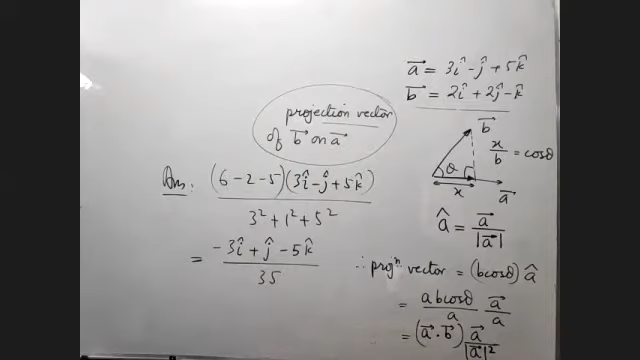 projection vector
of b⃗ on a⃗
Ans: (6 - 2 - 5)(3î - ĵ + 5k̂) / 3² + 1² + 5²
= -3î + ĵ - 5k̂ / 35
a⃗ = 3î - ĵ + 5k̂
b⃗ = 2î + 2ĵ - k̂
b⃗
x/b = cosθ
θ
x
a⃗
â = a⃗ / |a⃗|
∴ projⁿ vector = (b cosθ) â
= a b cosθ / a a⃗ / a
= (a⃗ · b⃗) a⃗ / |a⃗|²